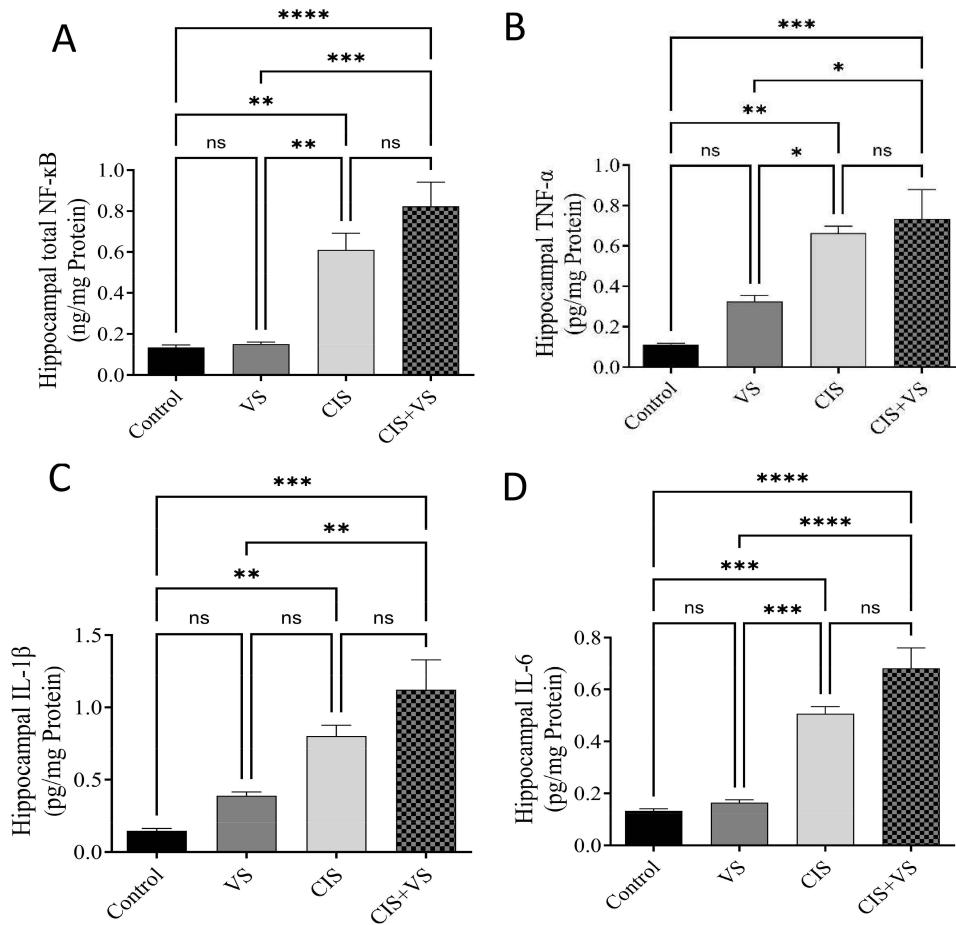 A
****
***
**
ns
**
ns
Hippocampal total NF-κB
(ng/mg Protein)
1.0
0.8
0.6
0.4
0.2
0.0
Control
VS
CIS
CIS+VS
B
***
*
**
ns
*
ns
Hippocampal TNF-α
(pg/mg Protein)
1.0
0.8
0.6
0.4
0.2
0.0
Control
VS
CIS
CIS+VS
C
***
**
**
ns
ns
ns
Hippocampal IL-1β
(pg/mg Protein)
1.5
1.0
0.5
0.0
Control
VS
CIS
CIS+VS
D
****
****
***
ns
***
ns
Hippocampal IL-6
(pg/mg Protein)
0.8
0.6
0.4
0.2
0.0
Control
VS
CIS
CIS+VS